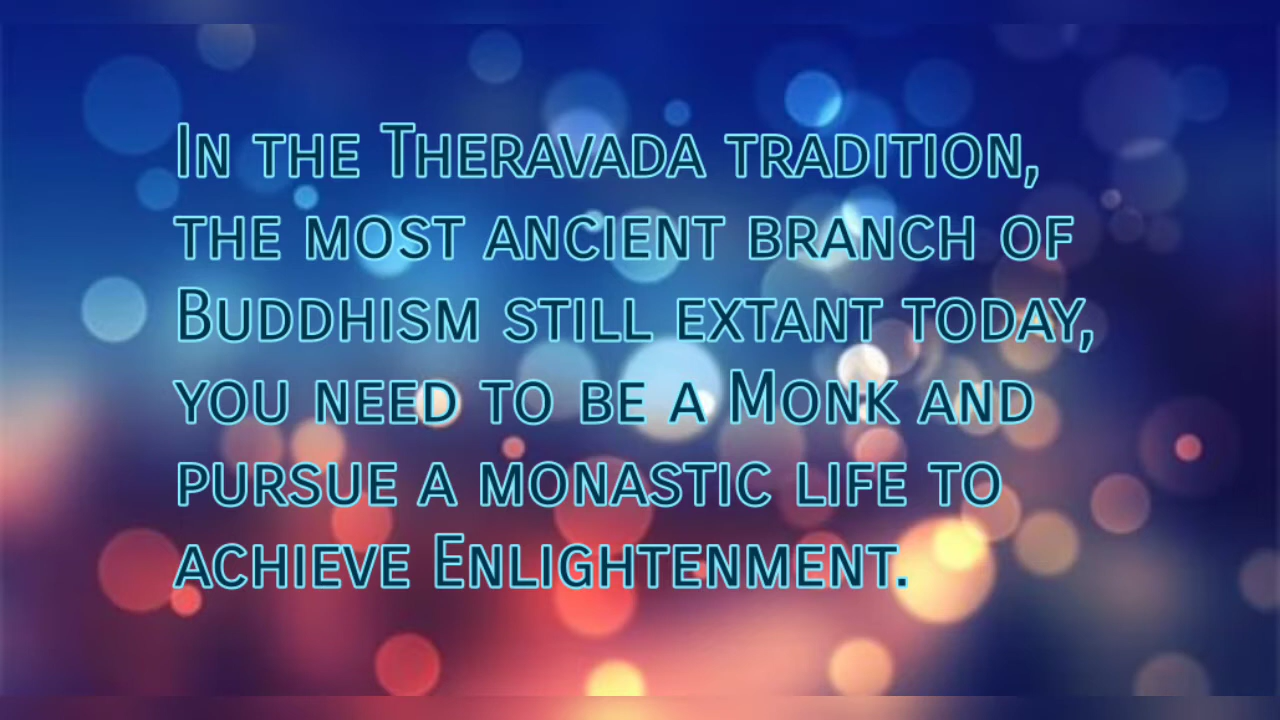 In the Theravada tradition,
the most ancient branch of
Buddhism still extant today,
you need to be a Monk and
pursue a monastic life to
achieve Enlightenment.